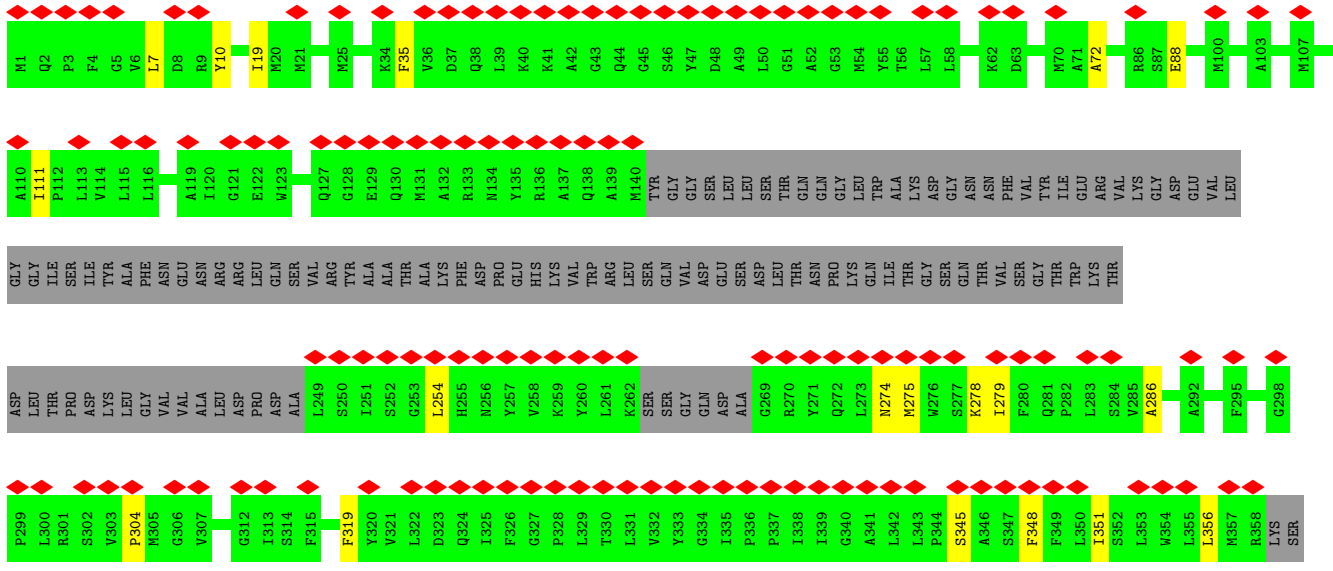 M1 Q2 P3 F4 G5 V6 L7 D8 R9 Y10 I19 M20 M21 M25 K34 F35 V36 D37 Q38 L39 K40 K41 A42 G43 Q44 G45 S46 Y47 D48 A49 L50 G51 A52 G53 M54 Y55 T56 L57 L58 K62 D63 M70 A71 A72 R86 S87 E88 M100 A103 M107
A110 I111 P112 L113 V114 L115 L116 A119 I120 G121 E122 W123 Q127 G128 E129 Q130 M131 A132 R133 N134 Y135 R136 A137 Q138 A139 M140 TYR GLY GLY SER LEU LEU SER THR GLN GLN GLY LEU TRP ALA LYS ASP GLY ASN ASN PHE VAL TYR ILE GLU ARG VAL LYS GLY ASP GLU VAL LEU
GLY GLY ILE SER ILE TYR ALA PHE ASN GLU ASN ARG ARG LEU GLN SER VAL ARG TYR ALA ALA THR ALA LYS PHE ASP PRO GLU HIS LYS VAL TRP ARG LEU SER GLN VAL ASP GLU SER ASP LEU THR ASN PRO LYS GLN ILE THR GLY SER GLN THR VAL SER GLY THR TRP LYS THR
ASP LEU THR PRO ASP LYS LEU GLY VAL VAL ALA LEU ASP PRO ASP ALA L249 S250 I251 S252 G253 L254 H255 N256 Y257 V258 K259 Y260 L261 K262 SER SER GLY GLN ASP ALA G269 R270 Y271 Q272 L273 N274 M275 W276 S277 K278 I279 F280 Q281 P282 L283 S284 V285 A286 A292 F295 G298
P299 L300 R301 S302 V303 P304 M305 G306 V307 G312 I313 S314 F315 F319 Y320 V321 L322 D323 Q324 I325 F326 G327 P328 L329 T330 L331 V332 Y333 G334 I335 P336 P337 I338 I339 G340 A341 L342 L343 P344 S345 A346 S347 F348 F349 L350 I351 S352 L353 W354 L355 L356 M357 R358 LYS SER